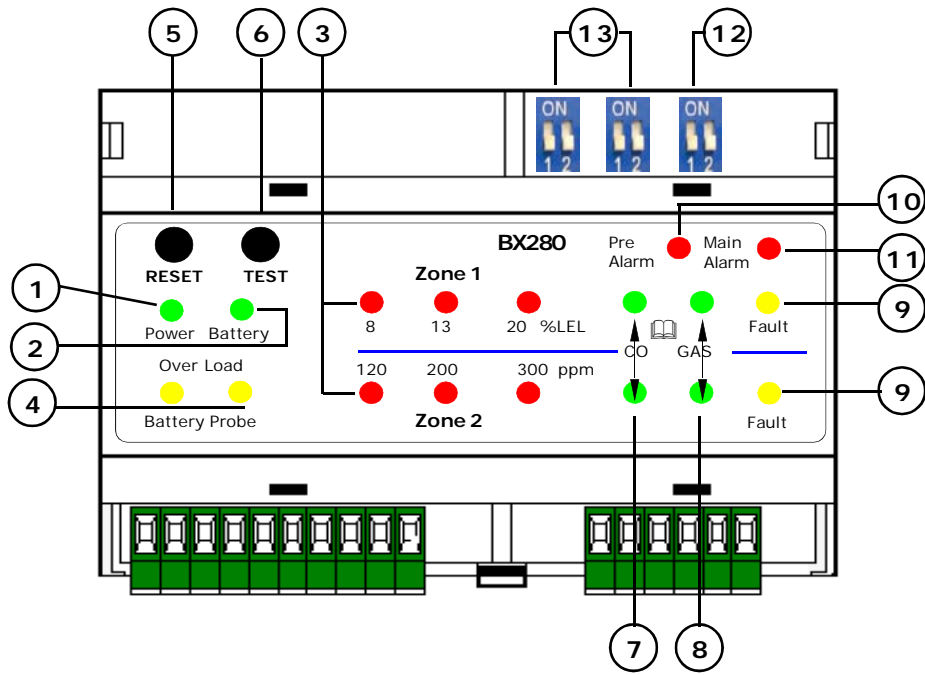 5 6 3 13 12
ON ON ON
1 2 1 2 1 2
10
BX280 Pre Alarm Main Alarm
11
RESET TEST
Zone 1
1
9
Power Battery
8 13 20 %LEL
Fault
2
CO GAS
Over Load
120 200 300 ppm
4
9
Battery Probe
Zone 2
Fault
7 8